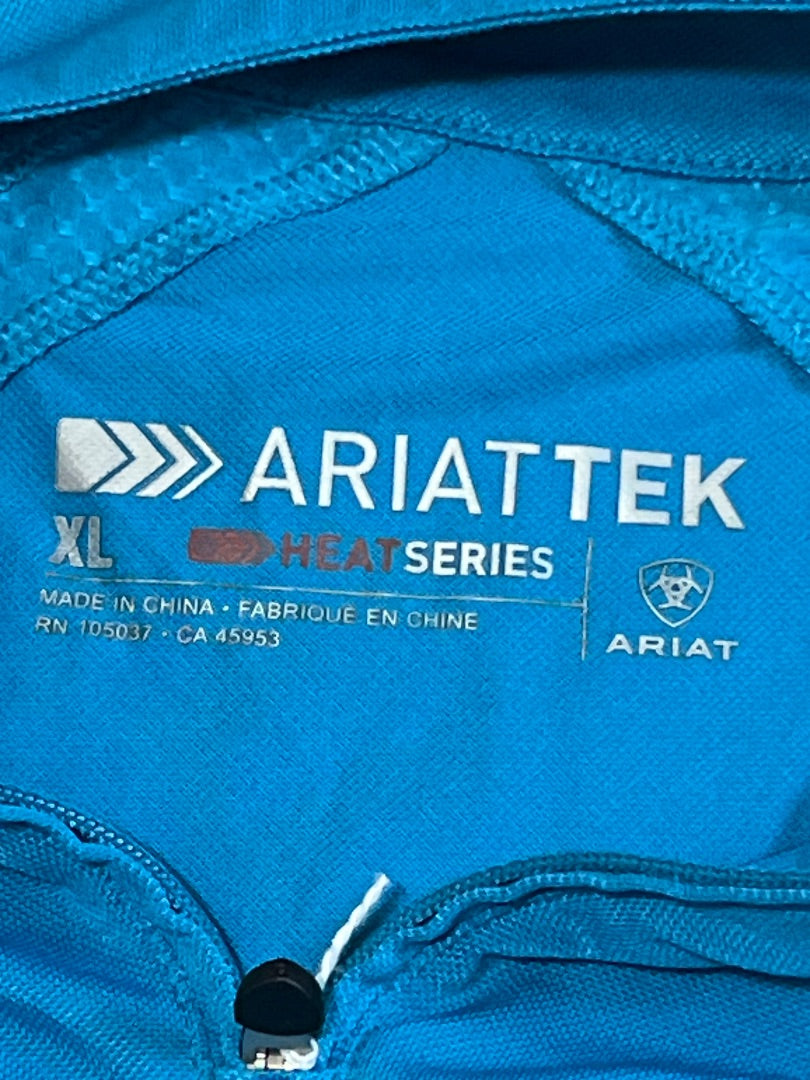 ARIATTEK
XL
HEATSERIES
MADE IN CHINA • FABRIQUÉ EN CHINE
RN 105037 • CA 45953
ARIAT